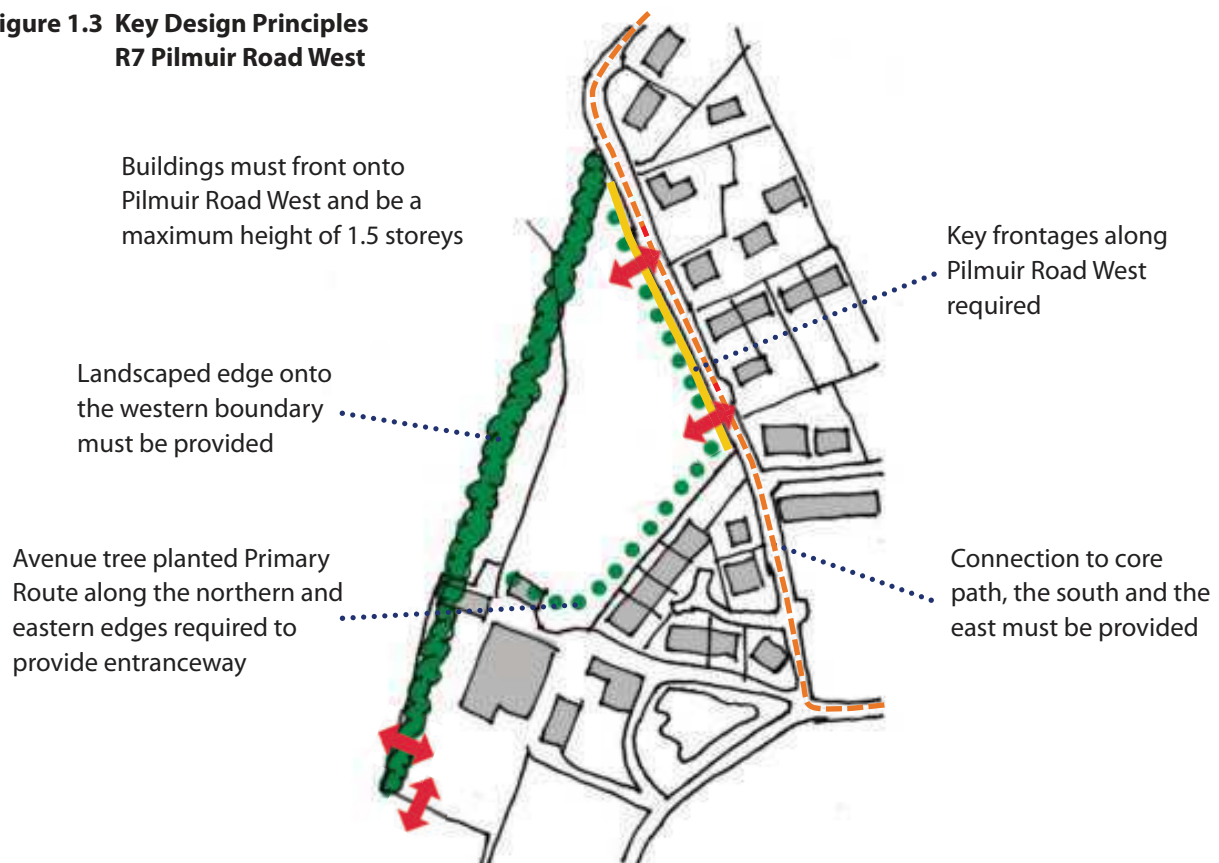 igure 1.3 Key Design Principles
R7 Pilmuir Road West
Buildings must front onto
Pilmuir Road West and be a
maximum height of 1.5 storeys
Key frontages along
Pilmuir Road West
required
Landscaped edge onto
the western boundary
must be provided
Avenue tree planted Primary
Route along the northern and
eastern edges required to
provide entranceway
Connection to core
path, the south and the
east must be provided